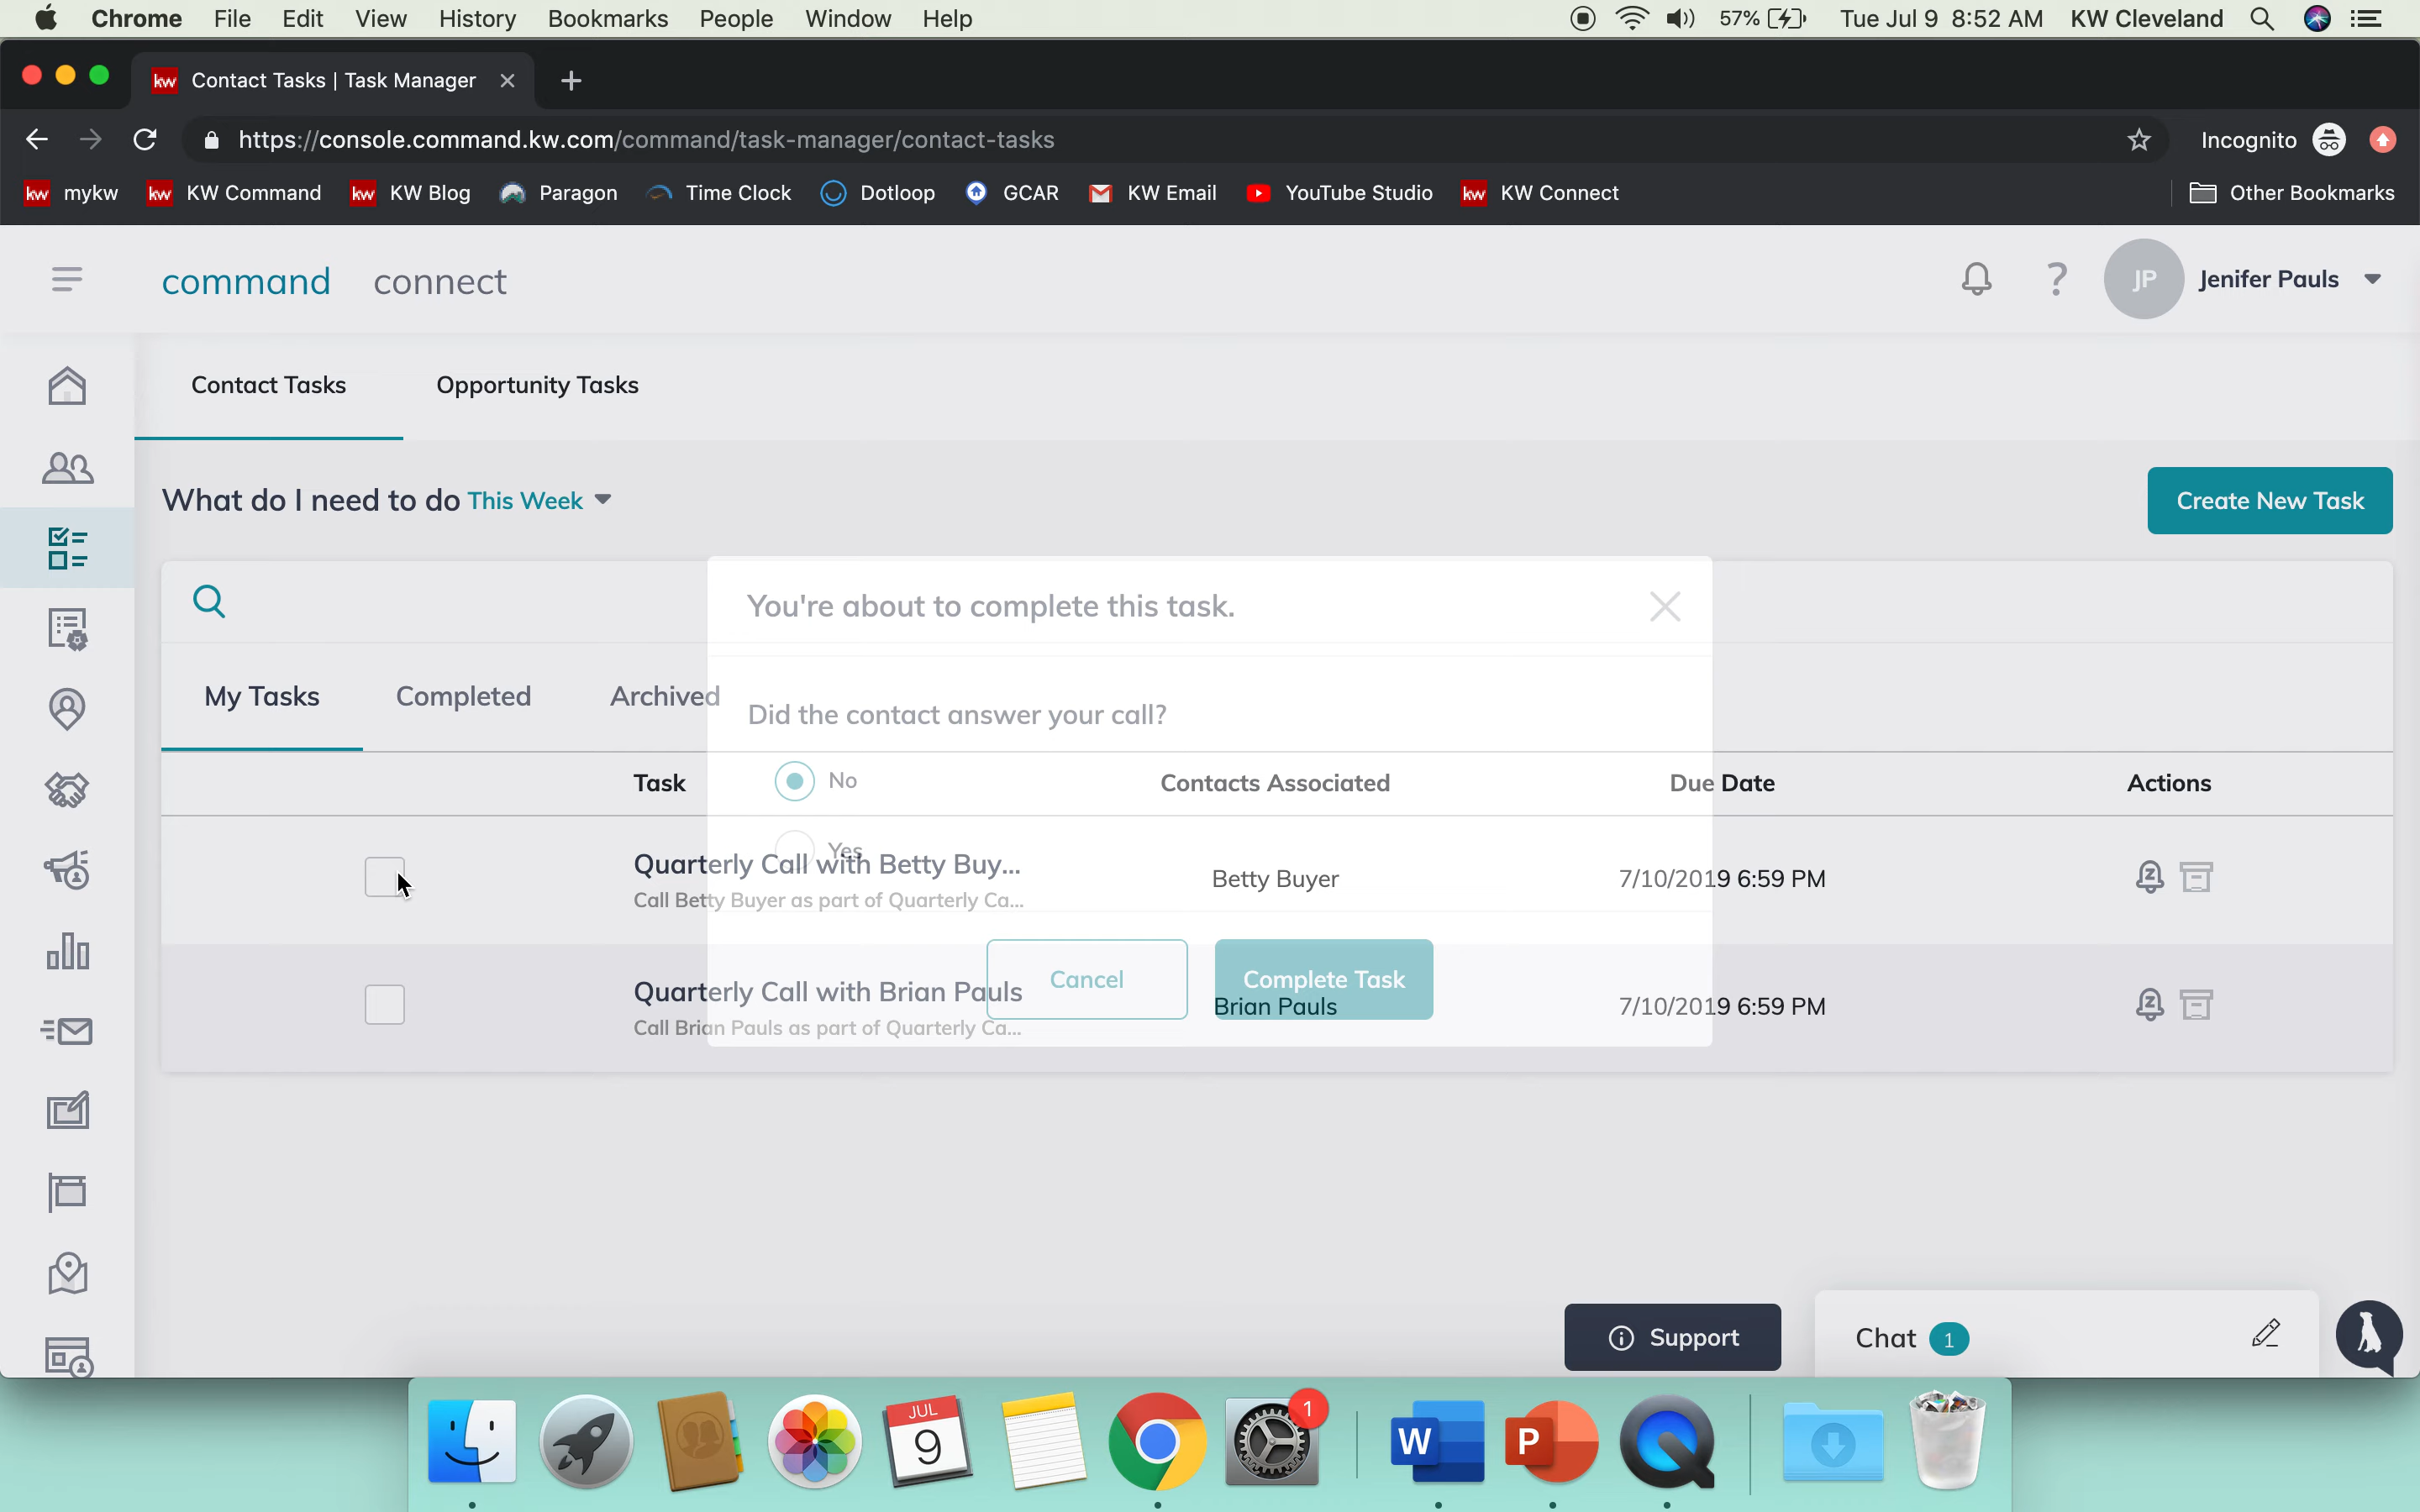 Chrome File Edit View History Bookmarks People Window Help 57% Tue Jul 9 8:52 AM KW Cleveland
kw Contact Tasks | Task Manager
https://console.command.kw.com/command/task-manager/contact-tasks Incognito
kw mykw kw KW Command kw KW Blog Paragon Time Clock Dotloop GCAR KW Email YouTube Studio kw KW Connect Other Bookmarks
command connect ? JP Jenifer Pauls
Contact Tasks Opportunity Tasks
What do I need to do This Week Create New Task
You're about to complete this task.
My Tasks Completed Archived
Did the contact answer your call?
No
Yes
Cancel Complete Task
Task Contacts Associated Due Date Actions
Quarterly Call with Betty Buy... Betty Buyer 7/10/2019 6:59 PM
Call Betty Buyer as part of Quarterly Ca...
Quarterly Call with Brian Pauls Brian Pauls 7/10/2019 6:59 PM
Call Brian Pauls as part of Quarterly Ca...
Support Chat 1
JUL
9
1
W
P